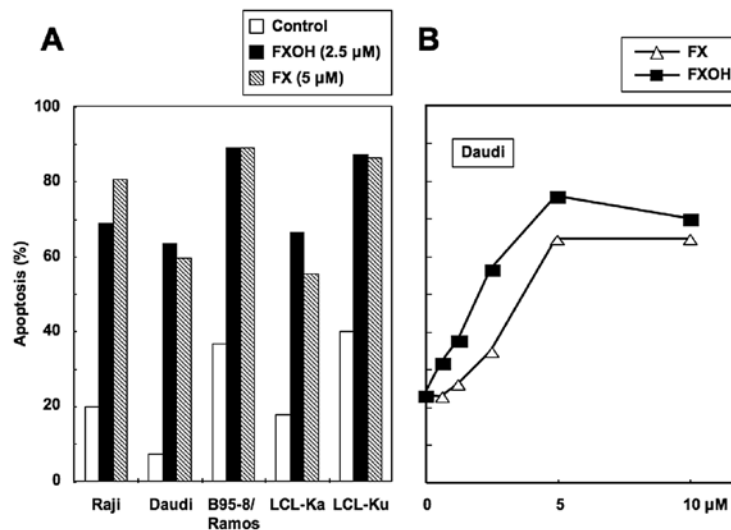 A
Control
FXOH (2.5 µM)
FX (5 µM)
B
FX
FXOH
100
80
60
40
20
0
Apoptosis (%)
Raji Daudi B95-8/ LCL-Ka LCL-Ku
Ramos
Daudi
0 5 10 µM